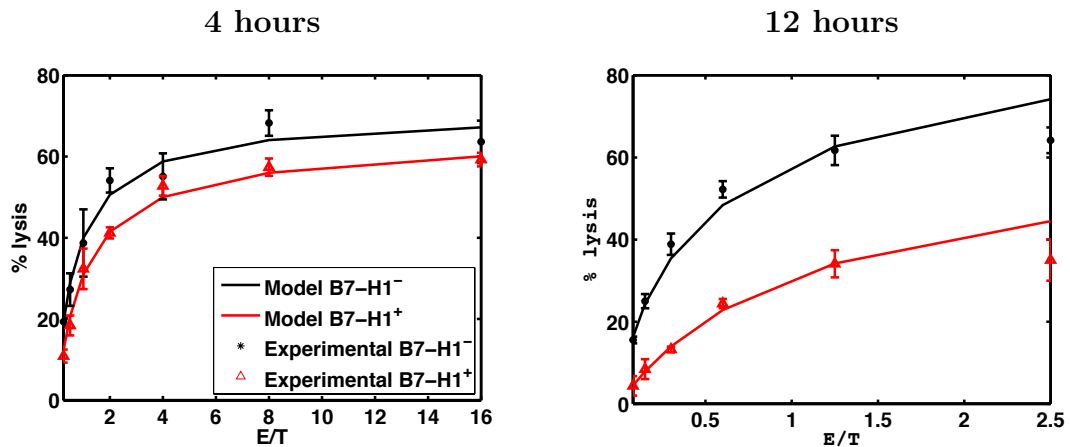 4 hours
12 hours
% lysis
80
60
40
20
0
2
4
6
8
10
12
14
16
E/T
Model B7–H1⁻
Model B7–H1⁺
Experimental B7–H1⁻
Experimental B7–H1⁺
% lysis
80
60
40
20
0
0.5
1
1.5
2
2.5
E/T